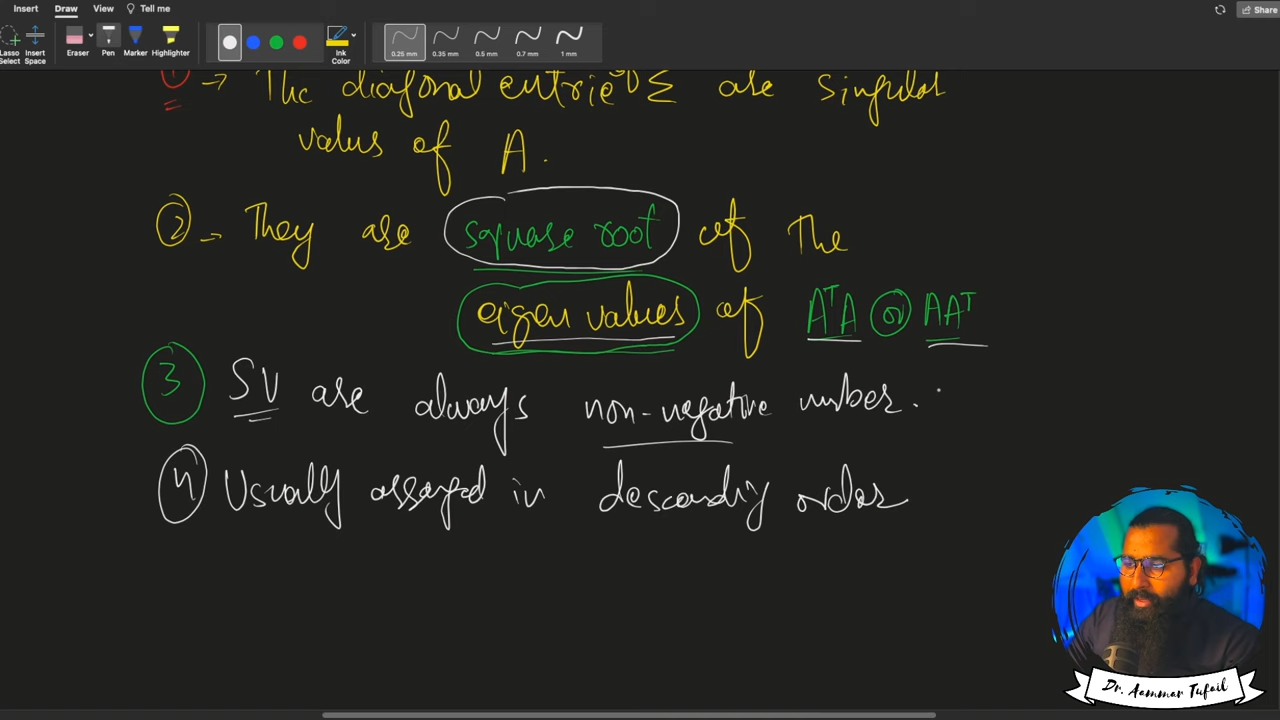 Insert Draw View Tell me Share
Lasso Select Insert Space Eraser Pen Marker Highlighter Ink Color 0.25 mm 0.35 mm 0.5 mm 0.7 mm 1 mm
① → The diagonal entries Σ are singular
value of A.
② - They are square root of the
eigen values of AᵀA or AAᵀ
③ SV are always non-negative number.
④ Usually arranged in descending order
Dr. Aammar Tufail